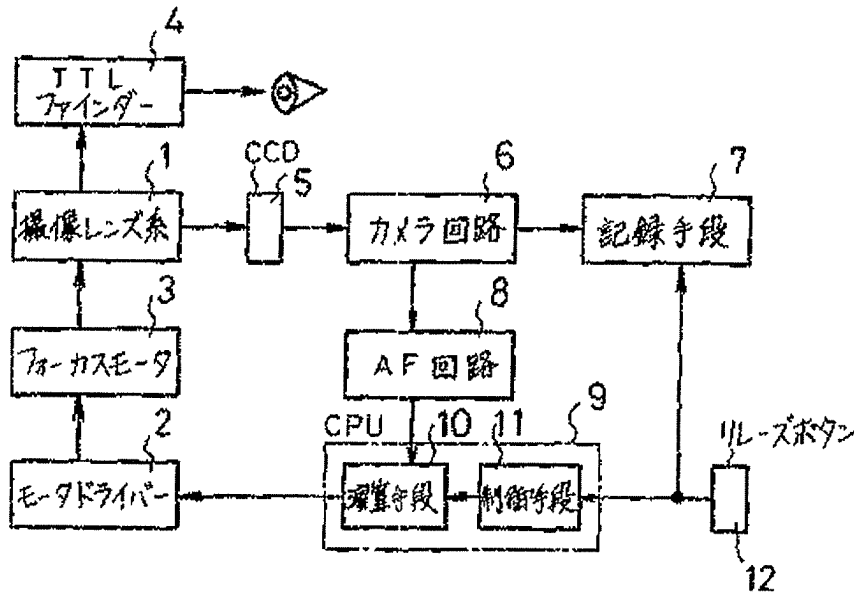 4
TTL
ファインダー
1
撮像レンズ系
CCD
5
6
カメラ回路
7
記録手段
3
フォーカスモータ
8
AF回路
CPU
10
11
9
2
モータドライバー
演算手段
制御手段
リレーズボタン
12